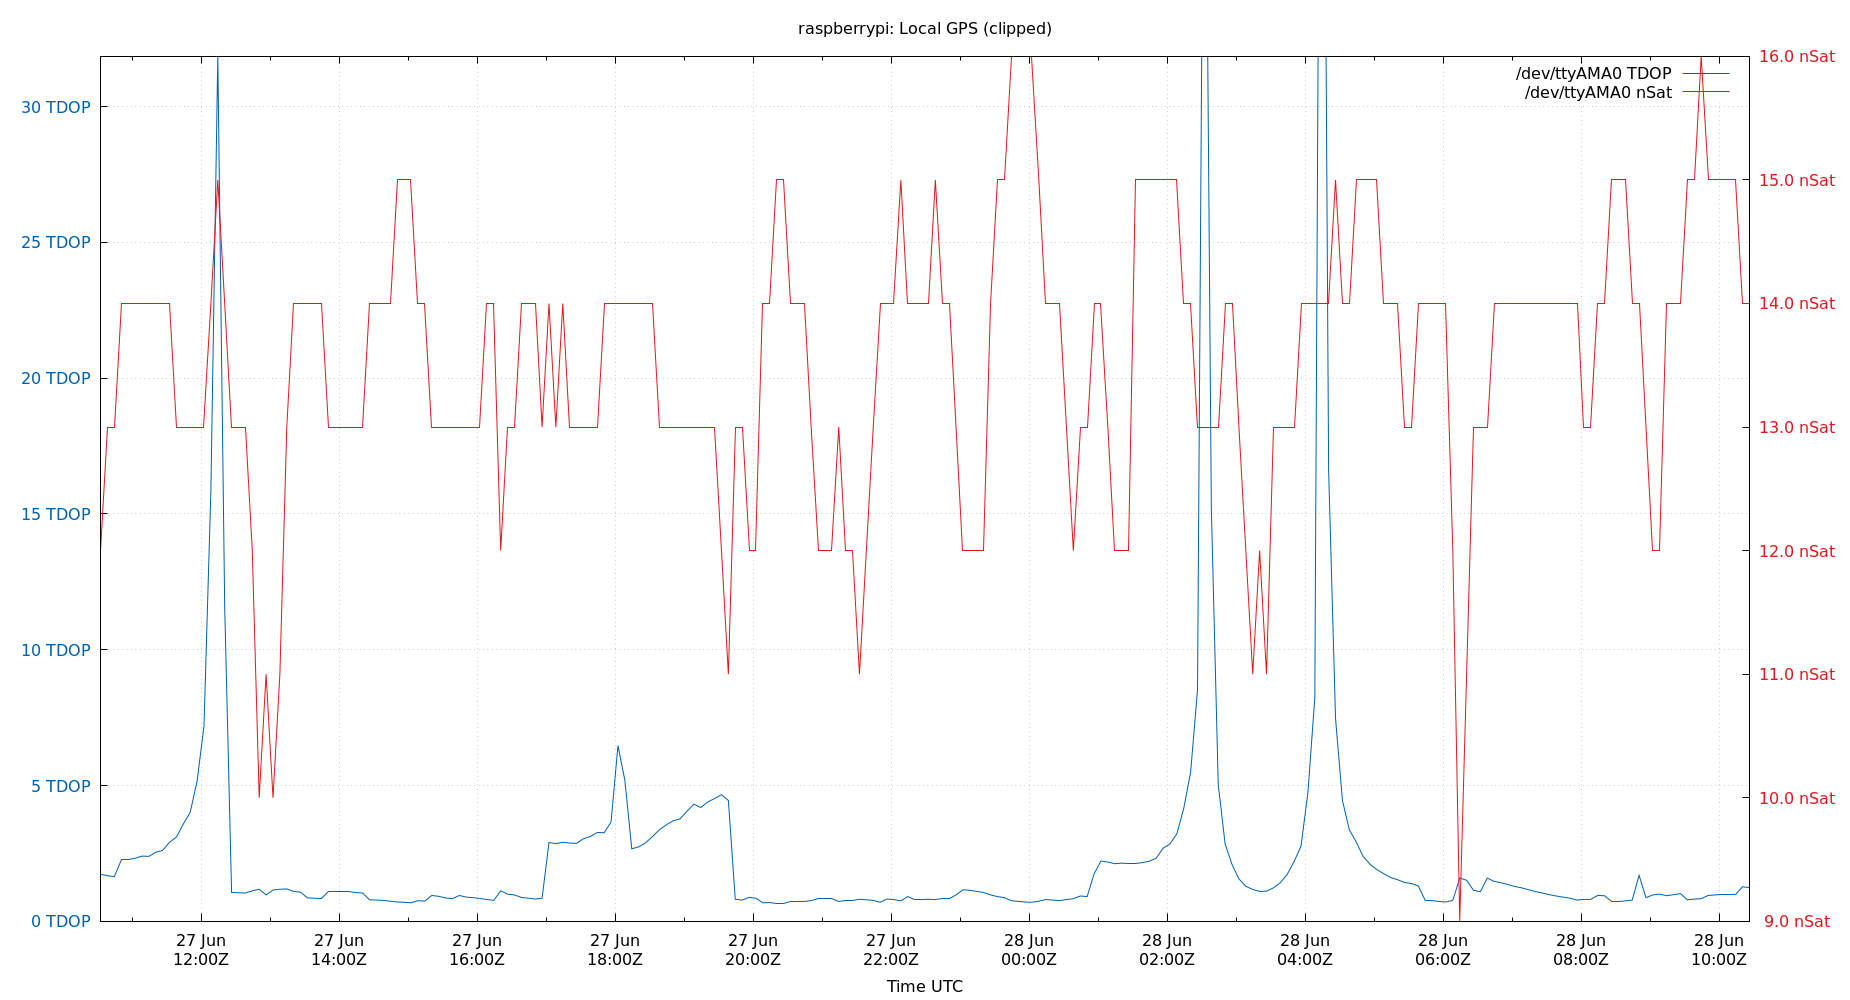 raspberrypi: Local GPS (clipped)
/dev/ttyAMA0 TDOP
/dev/ttyAMA0 nSat
30 TDOP
25 TDOP
20 TDOP
15 TDOP
10 TDOP
5 TDOP
0 TDOP
16.0 nSat
15.0 nSat
14.0 nSat
13.0 nSat
12.0 nSat
11.0 nSat
10.0 nSat
9.0 nSat
27 Jun
12:00Z
27 Jun
14:00Z
27 Jun
16:00Z
27 Jun
18:00Z
27 Jun
20:00Z
27 Jun
22:00Z
28 Jun
00:00Z
28 Jun
02:00Z
28 Jun
04:00Z
28 Jun
06:00Z
28 Jun
08:00Z
28 Jun
10:00Z
Time UTC